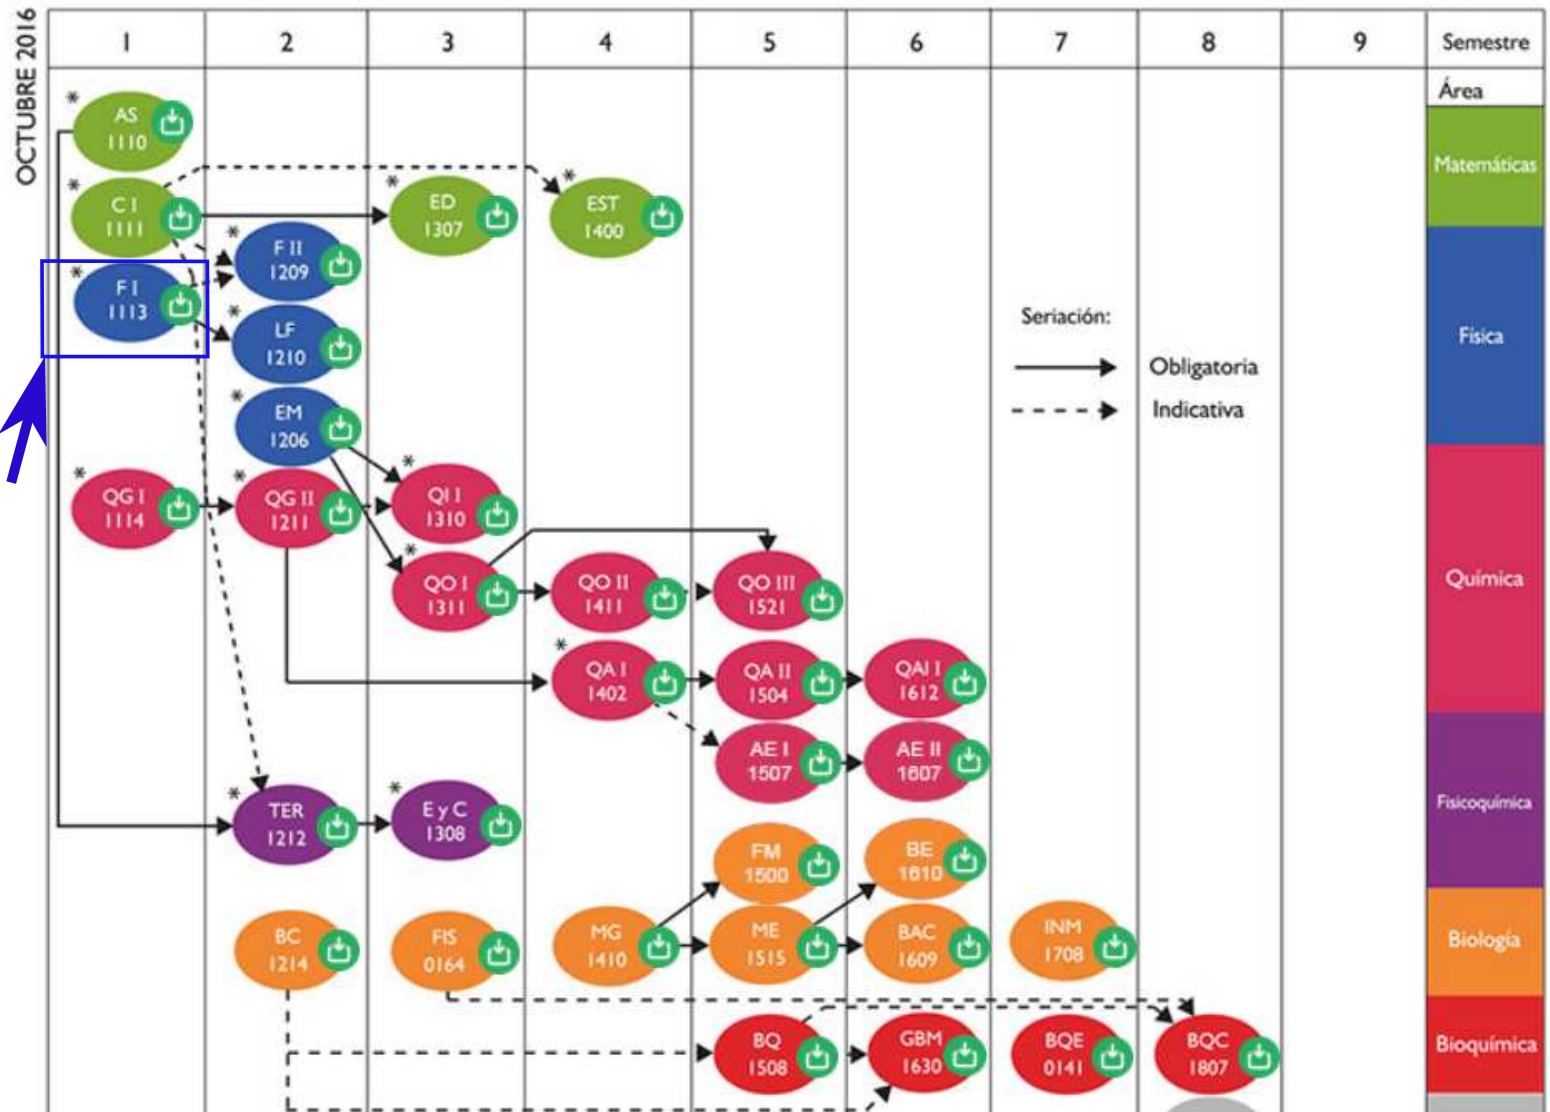 OCTUBRE 2016
1 2 3 4 5 6 7 8 9 Semestre
Área
* AS
1110
* C I
1111
* F I
1113
* QG I
1114
* F II
1209
* LF
1210
* EM
1206
* QG II
1211
* TER
1212
BC
1214
* ED
1307
* QI I
1310
* QO I
1311
* E y C
1308
FIS
0164
* EST
1400
QO II
1411
* QA I
1402
MG
1410
QO III
1521
QA II
1504
AE I
1507
FM
1500
ME
1515
BQ
1508
QAI I
1612
AE II
1607
BE
1610
BAC
1609
GBM
1630
INM
1708
BQE
0141
BQC
1807
Seriación:
Obligatoria
Indicativa
Matemáticas
Física
Química
Fisicoquímica
Biología
Bioquímica